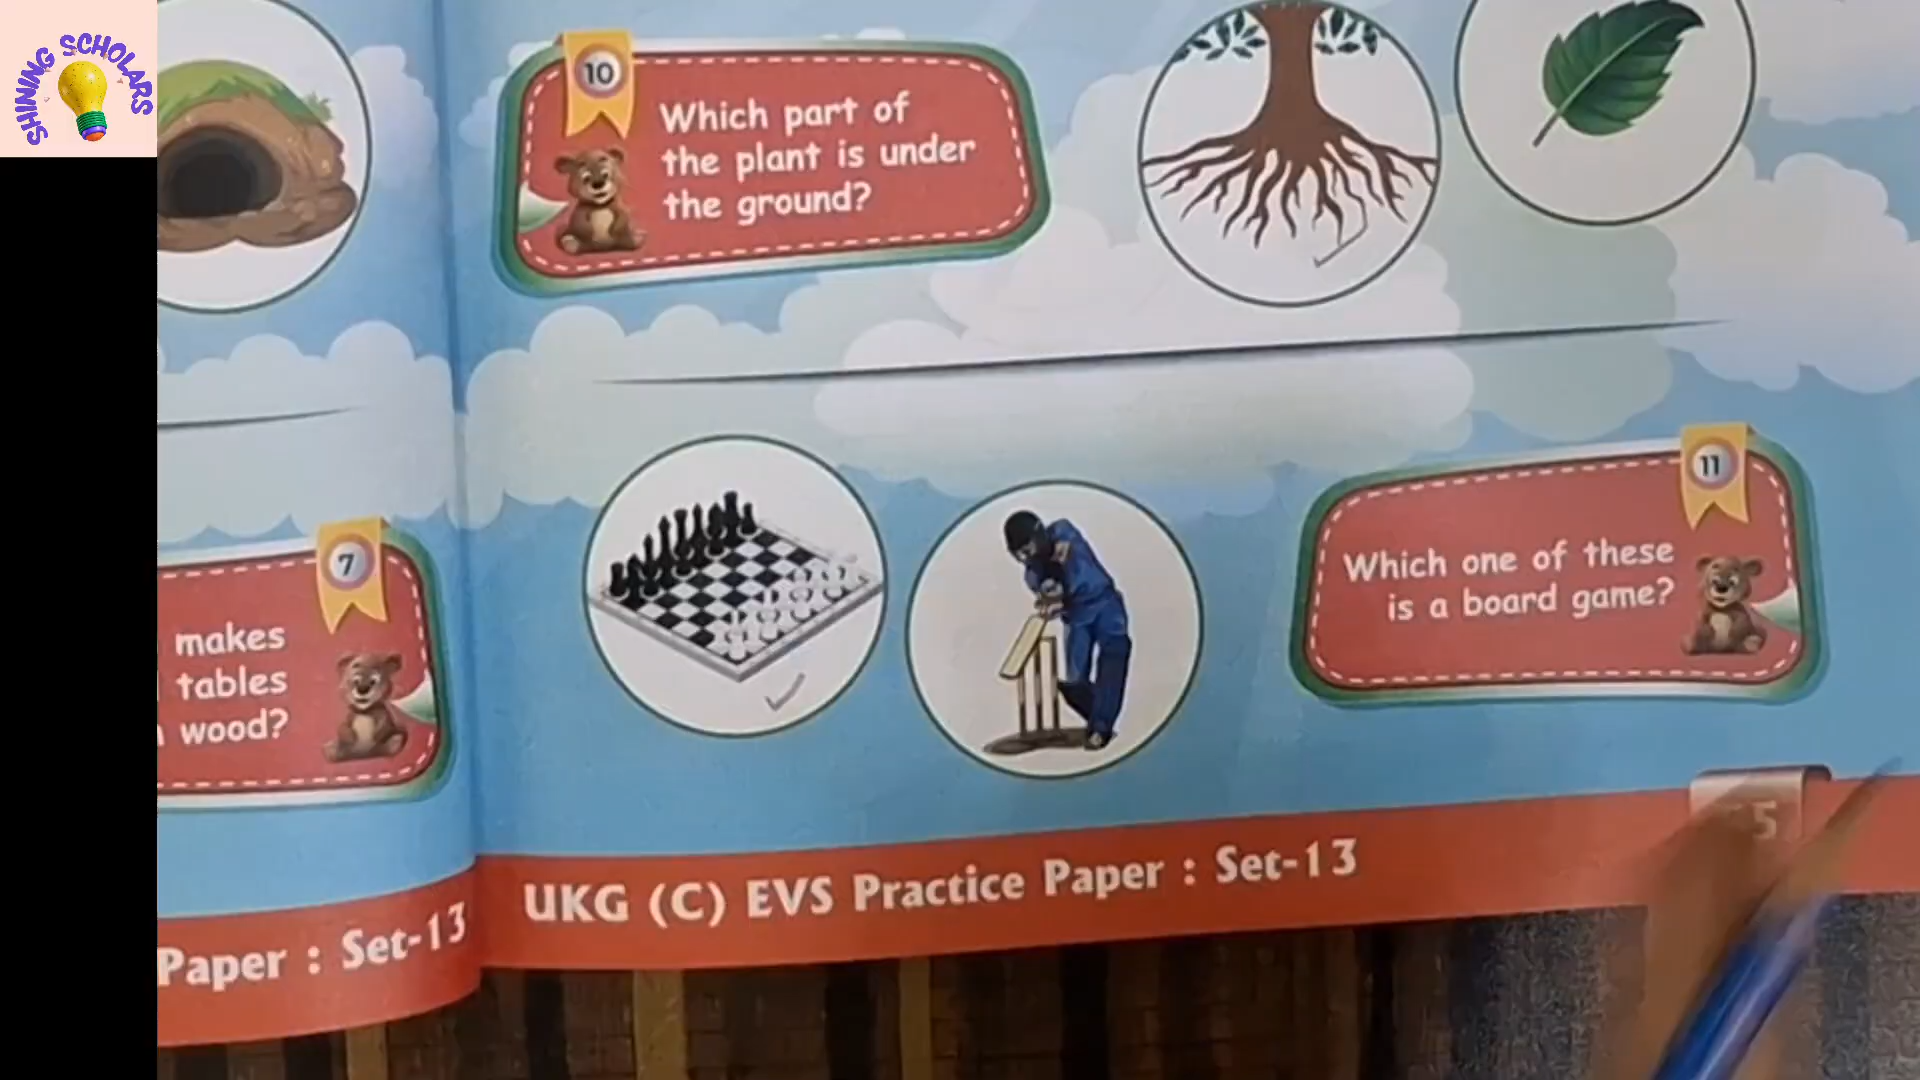 SHINING SCHOLARS
10
Which part of
the plant is under
the ground?
11
Which one of these
is a board game?
7
makes
tables
wood?
5
Paper : Set-13
UKG (C) EVS Practice Paper : Set-13